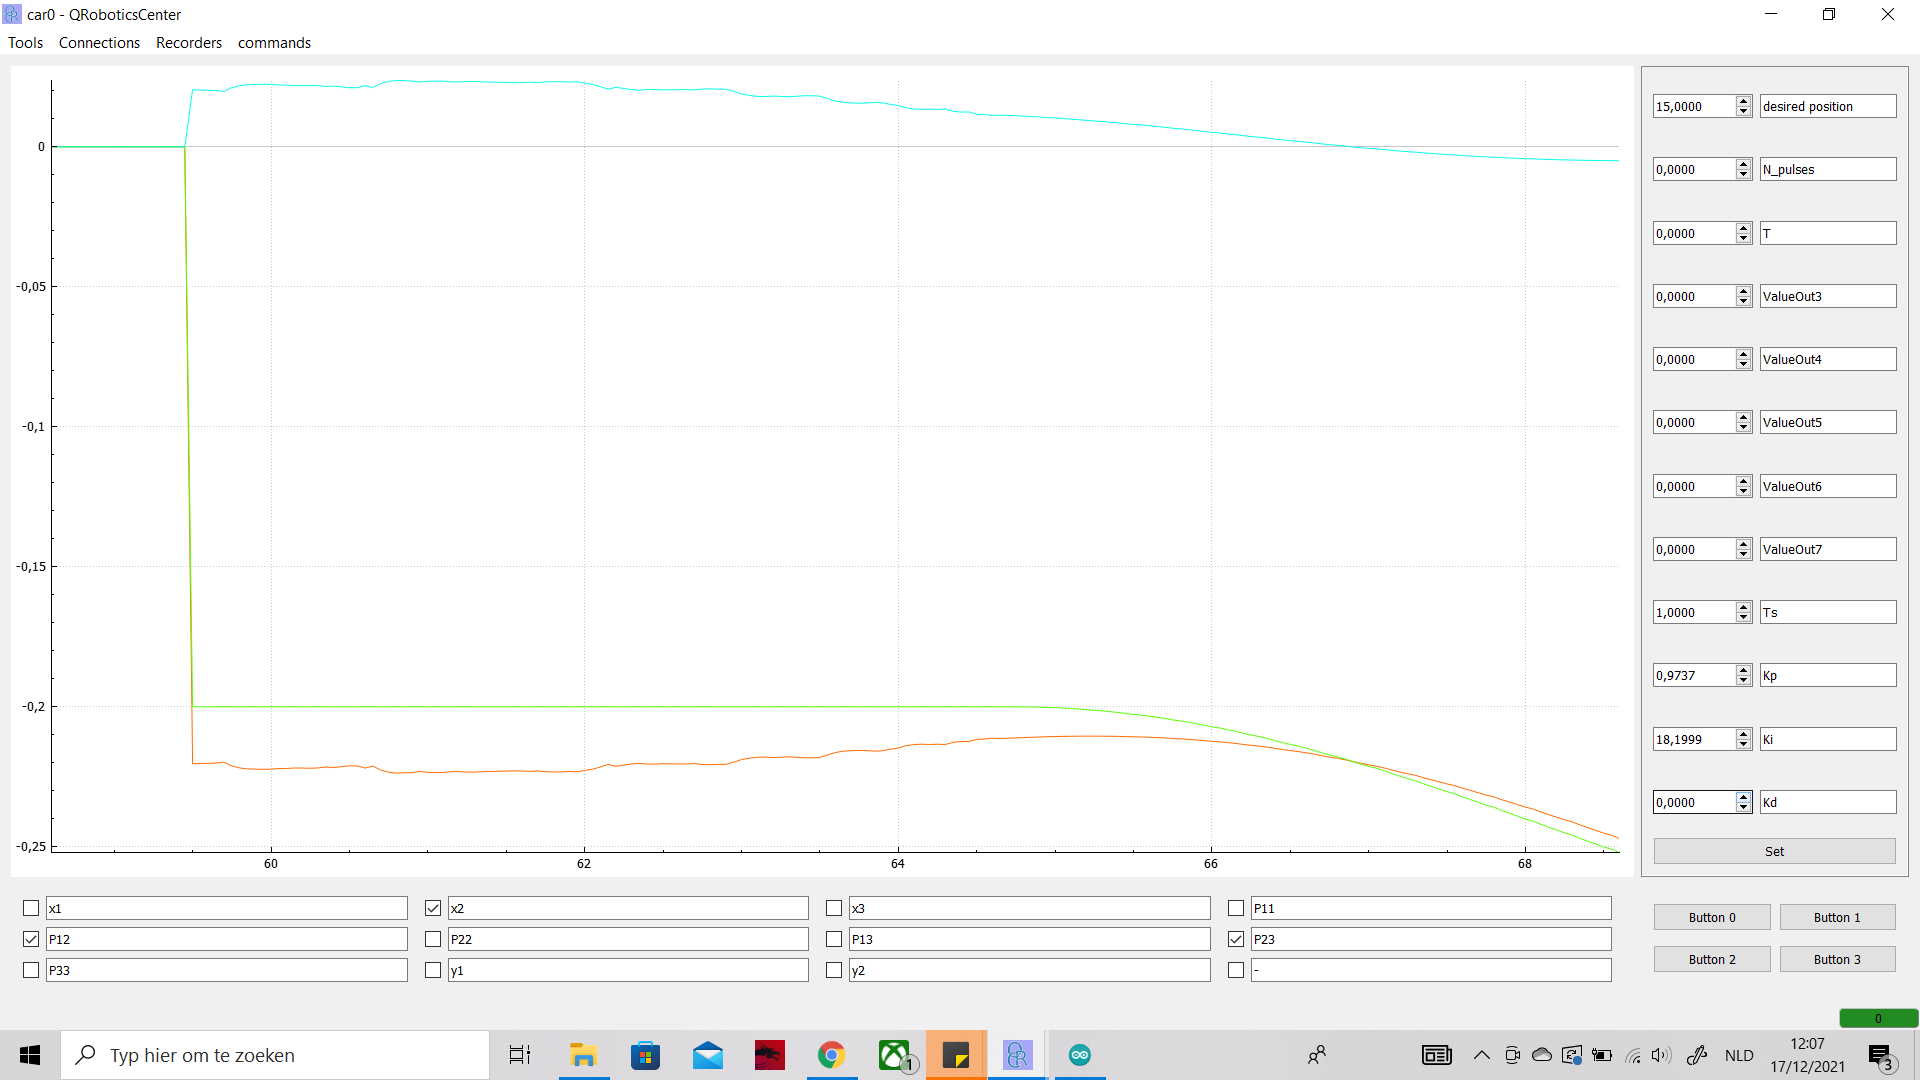 car0 - QRoboticsCenter
Tools Connections Recorders commands
0
-0,05
-0,1
-0,15
-0,2
-0,25
60 62 64 66 68
15,0000 desired position
0,0000 N_pulses
0,0000 T
0,0000 ValueOut3
0,0000 ValueOut4
0,0000 ValueOut5
0,0000 ValueOut6
0,0000 ValueOut7
1,0000 Ts
0,9737 Kp
18,1999 Ki
0,0000 Kd
Set
x1 x2 x3 P11
P12 P22 P13 P23
P33 y1 y2 -
Button 0 Button 1
Button 2 Button 3
0
Typ hier om te zoeken
1
NLD
12:07
17/12/2021
3